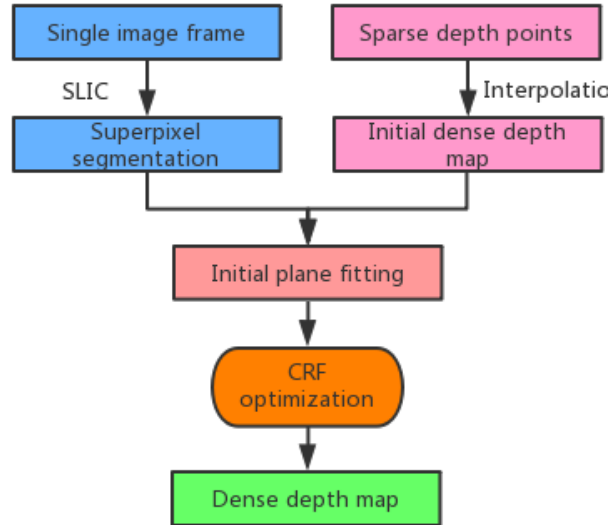 Single image frame
Sparse depth points
SLIC
Interpolatio
Superpixel
segmentation
Initial dense depth
map
Initial plane fitting
CRF
optimization
Dense depth map